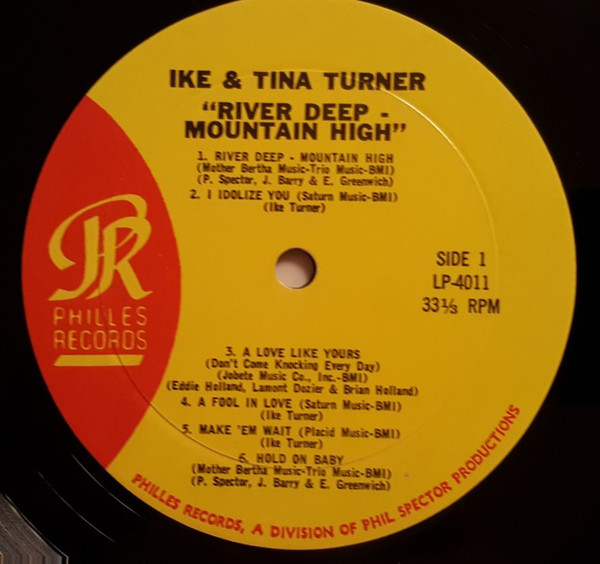 IKE & TINA TURNER
"RIVER DEEP -
MOUNTAIN HIGH"
1. RIVER DEEP - MOUNTAIN HIGH
(Mother Bertha Music-Trio Music-BMI)
(P. Spector, J. Barry & E. Greenwich)
2. I IDOLIZE YOU (Saturn Music-BMI)
(Ike Turner)
PR
PHILLES
RECORDS
SIDE 1
LP-4011
33⅓ RPM
3. A LOVE LIKE YOURS
(Don't Come Knocking Every Day)
(Jobete Music Co., Inc.-BMI)
(Eddie Holland, Lamont Dozier & Brian Holland)
4. A FOOL IN LOVE (Saturn Music-BMI)
(Ike Turner)
5. MAKE 'EM WAIT (Placid Music-BMI)
(Ike Turner)
6. HOLD ON BABY
(Mother Bertha Music-Trio Music-BMI)
(P. Spector, J. Barry & E. Greenwich)
PHILLES RECORDS, A DIVISION OF PHIL SPECTOR PRODUCTIONS